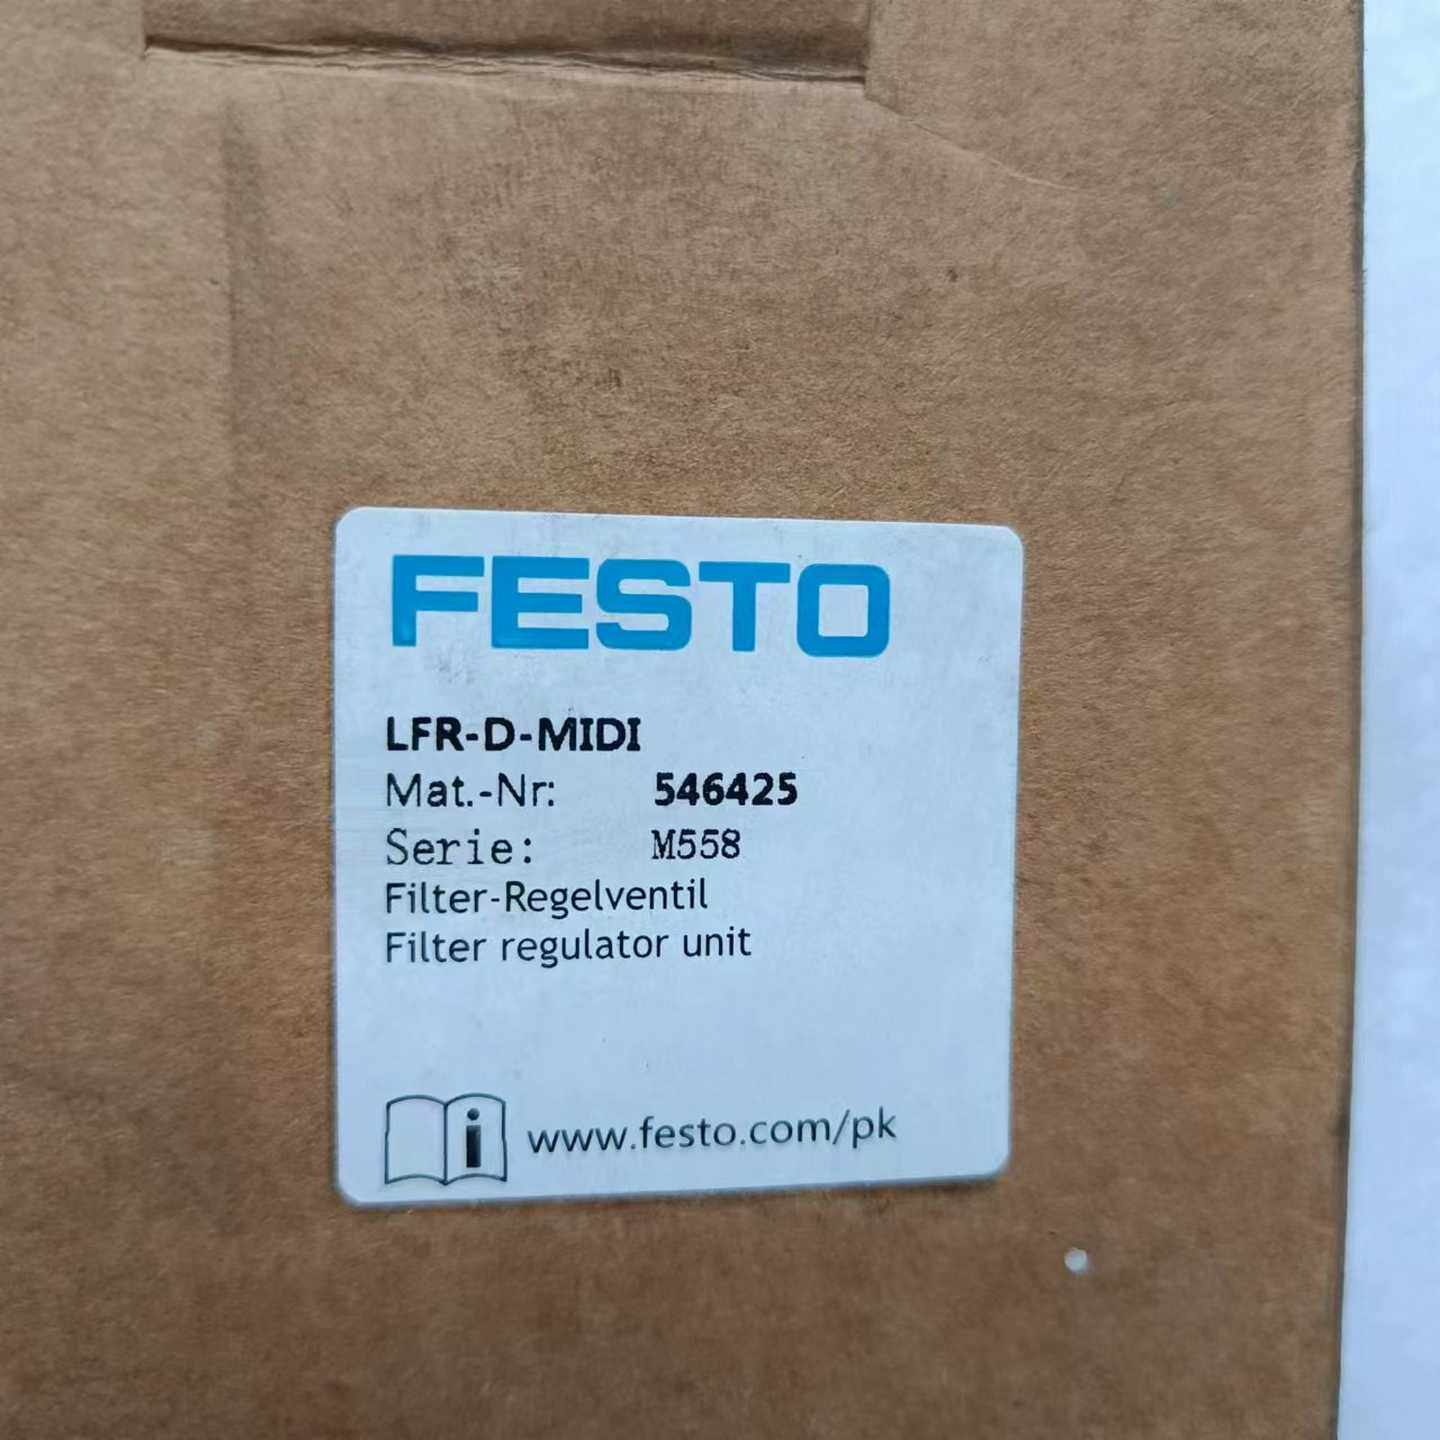 FESTO
LFR-D-MIDI
Mat.-Nr: 546425
Serie: M558
Filter-Regelventil
Filter regulator unit
i www.festo.com/pk